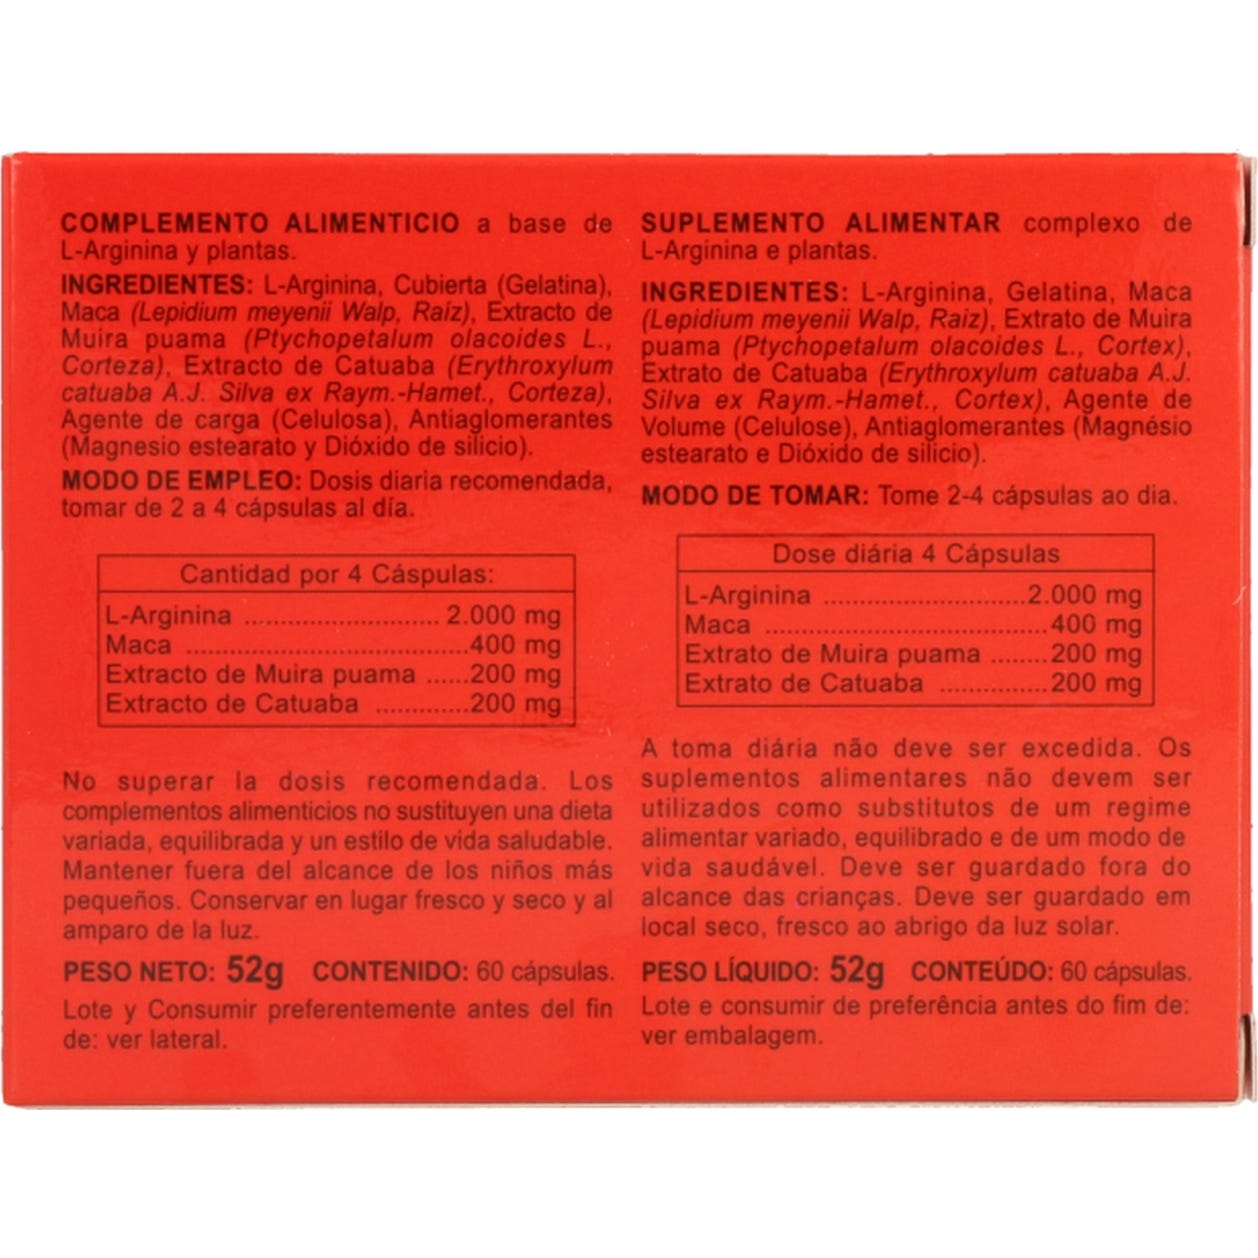 COMPLEMENTO ALIMENTICIO a base de
L-Arginina y plantas.
INGREDIENTES: L-Arginina, Cubierta (Gelatina),
Maca (Lepidium meyenii Walp, Raíz), Extracto de
Muira puama (Ptychopetalum olacoides L.,
Corteza), Extracto de Catuaba (Erythroxylum
catuaba A.J. Silva ex Raym.-Hamet., Corteza),
Agente de carga (Celulosa), Antiaglomerantes
(Magnesio estearato y Dióxido de silicio).
MODO DE EMPLEO: Dosis diaria recomendada,
tomar de 2 a 4 cápsulas al día.
Cantidad por 4 Cáspulas:
L-Arginina ........................... 2.000 mg
Maca .......................................400 mg
Extracto de Muira puama ......200 mg
Extracto de Catuaba .............200 mg
No superar la dosis recomendada. Los
complementos alimenticios no sustituyen una dieta
variada, equilibrada y un estilo de vida saludable.
Mantener fuera del alcance de los niños más
pequeños. Conservar en lugar fresco y seco y al
amparo de la luz.
PESO NETO: 52g CONTENIDO: 60 cápsulas.
Lote y Consumir preferentemente antes del fin
de: ver lateral.
SUPLEMENTO ALIMENTAR complexo de
L-Arginina e plantas.
INGREDIENTES: L-Arginina, Gelatina, Maca
(Lepidium meyenii Walp, Raiz), Extrato de Muira
puama (Ptychopetalum olacoides L., Cortex),
Extrato de Catuaba (Erythroxylum catuaba A.J.
Silva ex Raym.-Hamet., Cortex), Agente de
Volume (Celulose), Antiaglomerantes (Magnésio
estearato e Dióxido de silicio).
MODO DE TOMAR: Tome 2-4 cápsulas ao dia.
Dose diária 4 Cápsulas
L-Arginina ............................2.000 mg
Maca .......................................400 mg
Extrato de Muira puama ........200 mg
Extrato de Catuaba ...............200 mg
A toma diária não deve ser excedida. Os
suplementos alimentares não devem ser
utilizados como substitutos de um regime
alimentar variado, equilibrado e de um modo de
vida saudável. Deve ser guardado fora do
alcance das crianças. Deve ser guardado em
local seco, fresco ao abrigo da luz solar.
PESO LÍQUIDO: 52g CONTEÚDO: 60 cápsulas.
Lote e consumir de preferência antes do fim de:
ver embalagem.